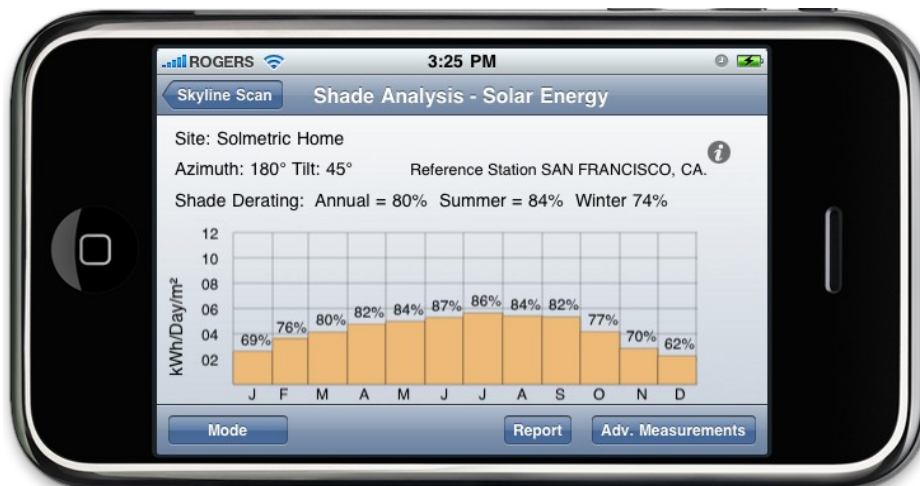 ROGERS 3:25 PM
Skyline Scan Shade Analysis - Solar Energy
Site: Solmetric Home
Azimuth: 180° Tilt: 45° Reference Station SAN FRANCISCO, CA. i
Shade Derating: Annual = 80% Summer = 84% Winter 74%
kWh/Day/m²
12
10
08
06
04
02
69% 76% 80% 82% 84% 87% 86% 84% 82% 77% 70% 62%
J F M A M J J A S O N D
Mode Report Adv. Measurements